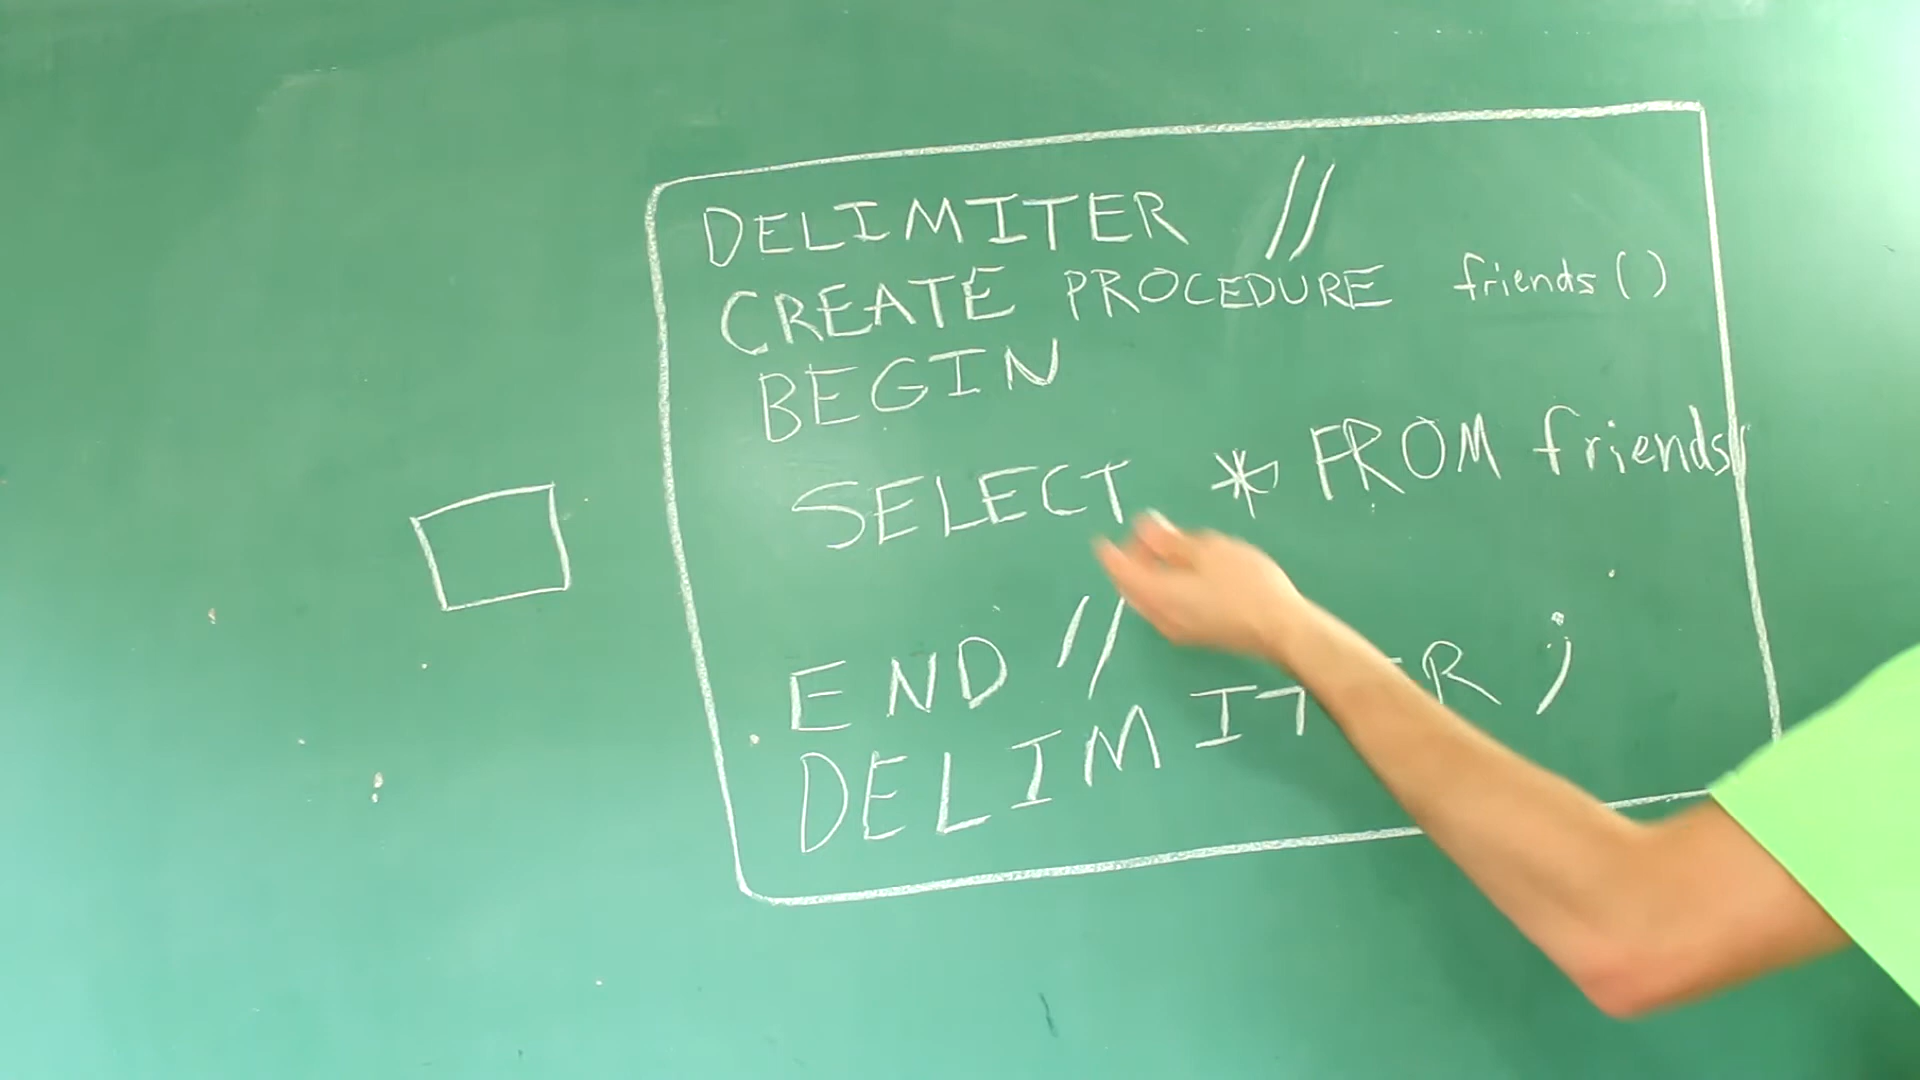 DELIMITER //
CREATE PROCEDURE friends()
BEGIN
SELECT * FROM friends
END //
DELIMITER ;